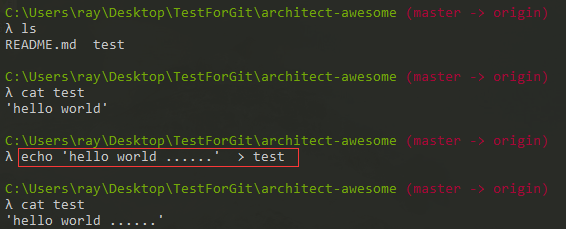 C:\Users\ray\Desktop\TestForGit\architect-awesome (master -> origin)
λ ls
README.md  test
C:\Users\ray\Desktop\TestForGit\architect-awesome (master -> origin)
λ cat test
'hello world'
C:\Users\ray\Desktop\TestForGit\architect-awesome (master -> origin)
λ echo 'hello world ......'  > test
C:\Users\ray\Desktop\TestForGit\architect-awesome (master -> origin)
λ cat test
'hello world ......'